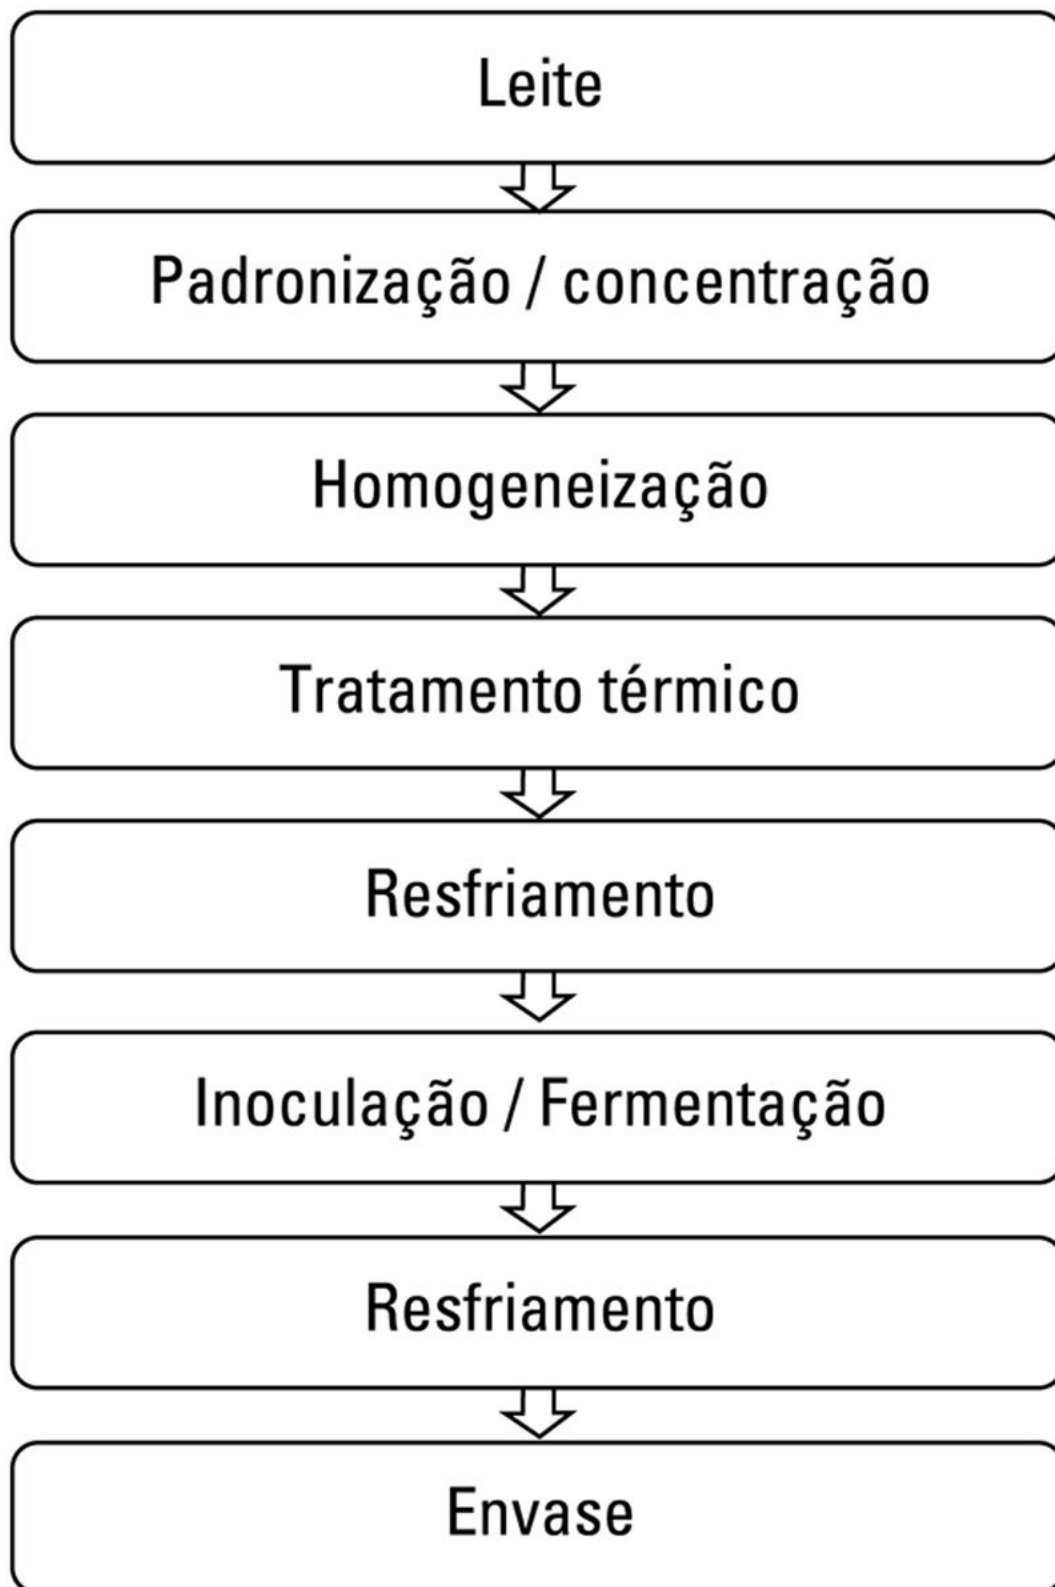 Leite
Padronização / concentração
Homogeneização
Tratamento térmico
Resfriamento
Inoculação / Fermentação
Resfriamento
Envase